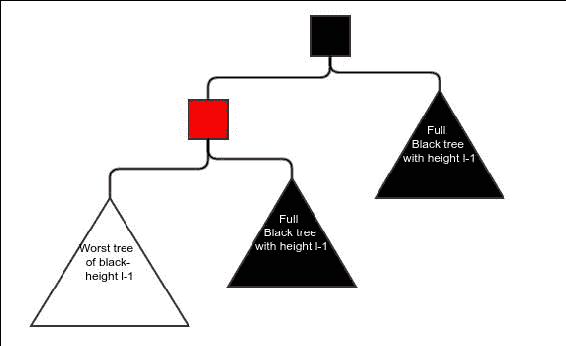 Full
Black tree
with height l-1
Full
Black tree
with height l-1
Worst tree
of black-
height l-1